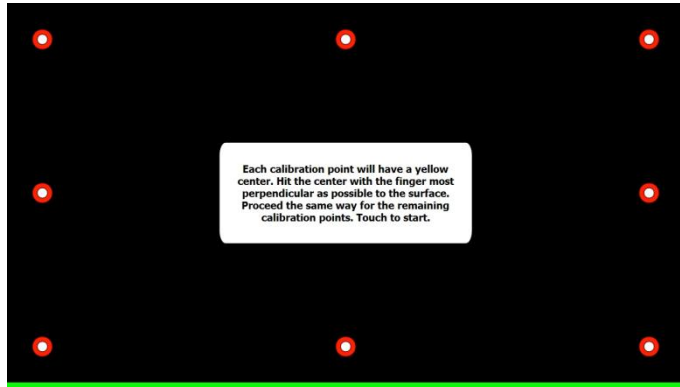 Each calibration point will have a yellow
center. Hit the center with the finger most
perpendicular as possible to the surface.
Proceed the same way for the remaining
calibration points. Touch to start.